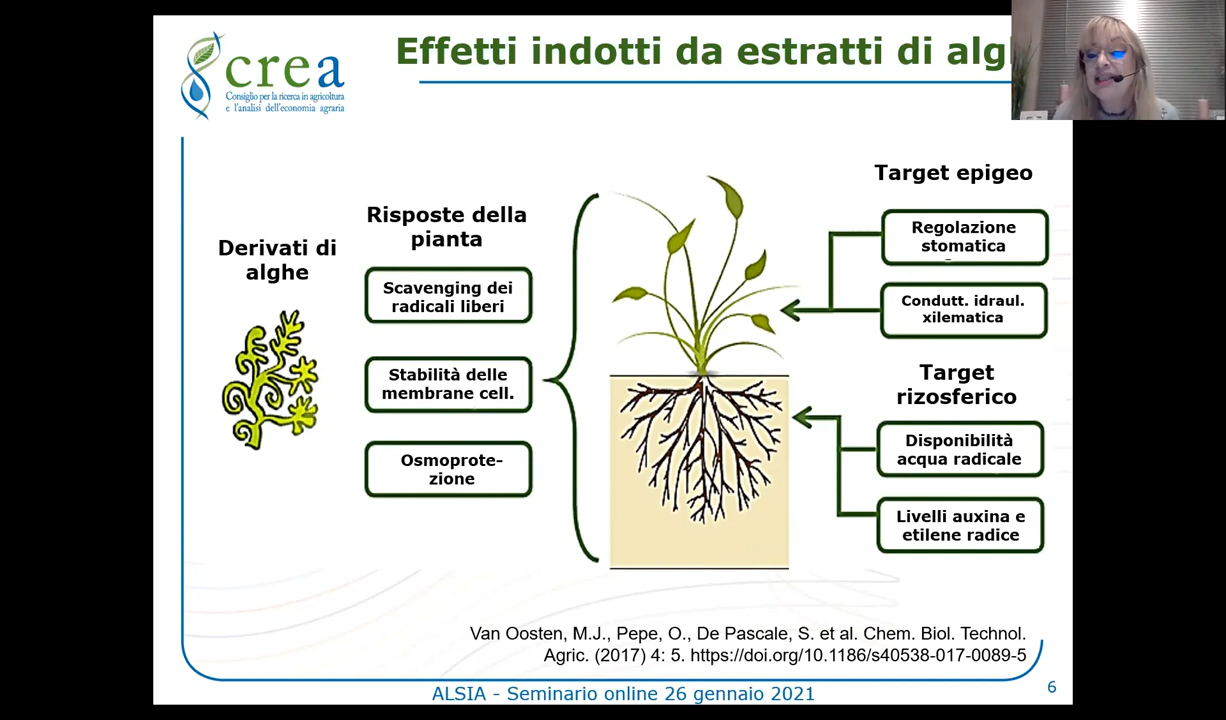 crea
Consiglio per la ricerca in agricoltura
e l'analisi dell'economia agraria
Effetti indotti da estratti di alg
Derivati di
alghe
Risposte della
pianta
Scavenging dei
radicali liberi
Stabilità delle
membrane cell.
Osmoprote-
zione
Target epigeo
Regolazione
stomatica
Condutt. idraul.
xilematica
Target
rizosferico
Disponibilità
acqua radicale
Livelli auxina e
etilene radice
Van Oosten, M.J., Pepe, O., De Pascale, S. et al. Chem. Biol. Technol.
Agric. (2017) 4: 5. https://doi.org/10.1186/s40538-017-0089-5
ALSIA - Seminario online 26 gennaio 2021
6